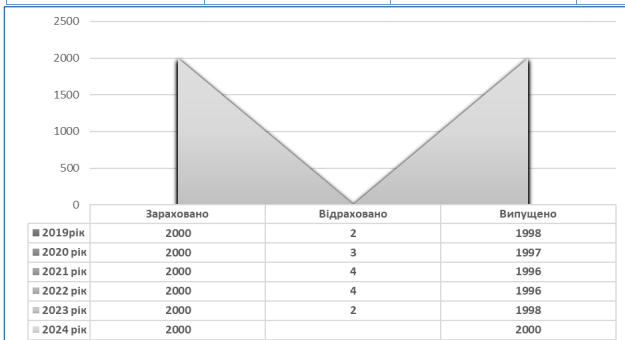 2500
2000
1500
1000
500
0
Зараховано Відраховано Випущено
2019рік 2000 2 1998
2020 рік 2000 3 1997
2021 рік 2000 4 1996
2022 рік 2000 4 1996
2023 рік 2000 2 1998
2024 рік 2000 2000